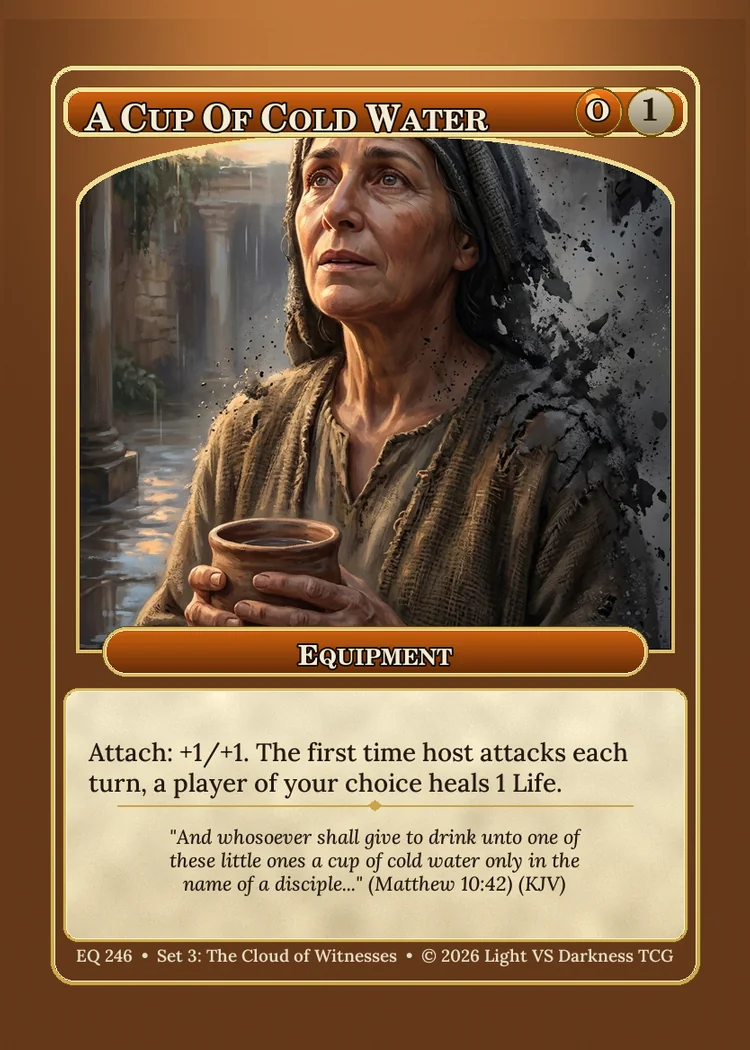 A Cup Of Cold Water O 1
Equipment
Attach: +1/+1. The first time host attacks each
turn, a player of your choice heals 1 Life.
"And whosoever shall give to drink unto one of
these little ones a cup of cold water only in the
name of a disciple..." (Matthew 10:42) (KJV)
EQ 246 • Set 3: The Cloud of Witnesses • © 2026 Light VS Darkness TCG